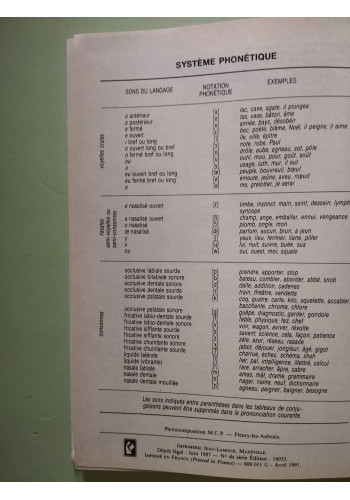 SYSTÈME PHONÉTIQUE
SONS DU LANGAGE NOTATION PHONÉTIQUE EXEMPLES
voyelles orales
a antérieur lac, cave, agate, il plongea
a postérieur tas, vase, bâton, âme
e fermé année, pays, désobéir
e ouvert bec, poète, blême, Noël, il peigne, il aime
i bref ou long île, ville, épître
o ouvert long ou bref note, robe, Paul
o fermé bref ou long drôle, aube, agneau, sot, pôle
ou outil, mou, pour, goût, août
u usage, luth, mur, il eut
eu ouvert bref ou long peuple, bouvreuil, bœuf
eu fermé bref ou long émoute, jeûne, aveu, nœud
e me, grelotter, je serai
nasales
semi-voyelles ou
semi-consonnes
e nasalisé ouvert limbe, instinct, main, saint, dessein, lymphe, syncope
a nasalisé ouvert champ, ange, emballer, ennui, vengeance
o nasalisé plomb, ongle, mon
œ nasalisé parfum, aucun, brun, à jeun
y yeux, lieu, fermier, liane, piller
u lui, nuit, suivre, buée, sua
ou oui, ouest, moi, squale
consonnes
occlusive labiale sourde prendre, apporter, stop
occlusive bilabiale sonore bateau, combler, aborder, abbé, snob
occlusive dentale sonore dalle, addition, cadenas
occlusive dentale sourde train, théâtre, vendetta
occlusive palatale sourde coq, quatre, carte, kilo, squelette, accabler, bacchante, chrome, chlore
occlusive palatale sonore guêpe, diagnostic, garder, gondole
fricative labio-dentale sourde fable, physique, fez, chef
fricative labio-dentale sonore voir, wagon, aviver, révolte
fricative sifflante sourde savant, science, cela, façon, patience
fricative sifflante sonore zèle, azur, réseau, rasade
fricative chuintante sonore jabot, déjouer, jongleur, âgé, gigot
fricative chuintante sourde charrue, échec, schéma, shah
liquide latérale lier, pal, intelligence, illettré, calcul
liquide (vibrante) rare, arracher, âpre, sabre
nasale labiale amas, mât, drame, grammaire
nasale dentale nager, naine, neuf, dictionnaire
nasale dentale mouillée agneau, peigner, baigner, besogne
Les sons indiqués entre parenthèses dans les tableaux de conju-
gaisons peuvent être supprimés dans la prononciation courante.
Photocomposition M.C.P. — Fleury-les-Aubrais.
IMPRIMERIE JEAN-LAMOUR, MAXÉVILLE
Dépôt légal : Juin 1987 — N° de série Éditeur : 16033.
IMPRIMÉ EN FRANCE (Printed in France) — 800 011 U - Avril 1991.